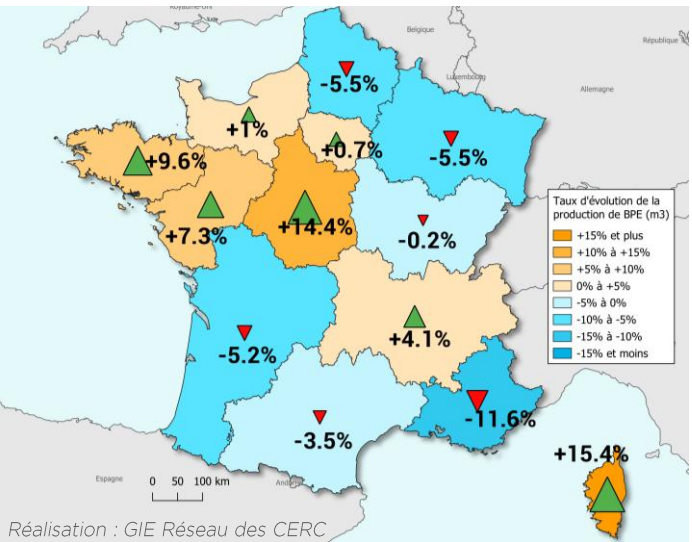 Royaume-Uni
Belgique
République
Luxembourg
Allemagne
-5.5%
+1%
+0.7%
-5.5%
+9.6%
+7.3%
+14.4%
-0.2%
Taux d'évolution de la
production de BPE (m3)
+15% et plus
+10% à +15%
+5% à +10%
0% à +5%
-5% à 0%
-10% à -5%
-15% à -10%
-15% et moins
+4.1%
-5.2%
-3.5%
-11.6%
+15.4%
Espagne
0 50 100 km
Réalisation : GIE Réseau des CERC